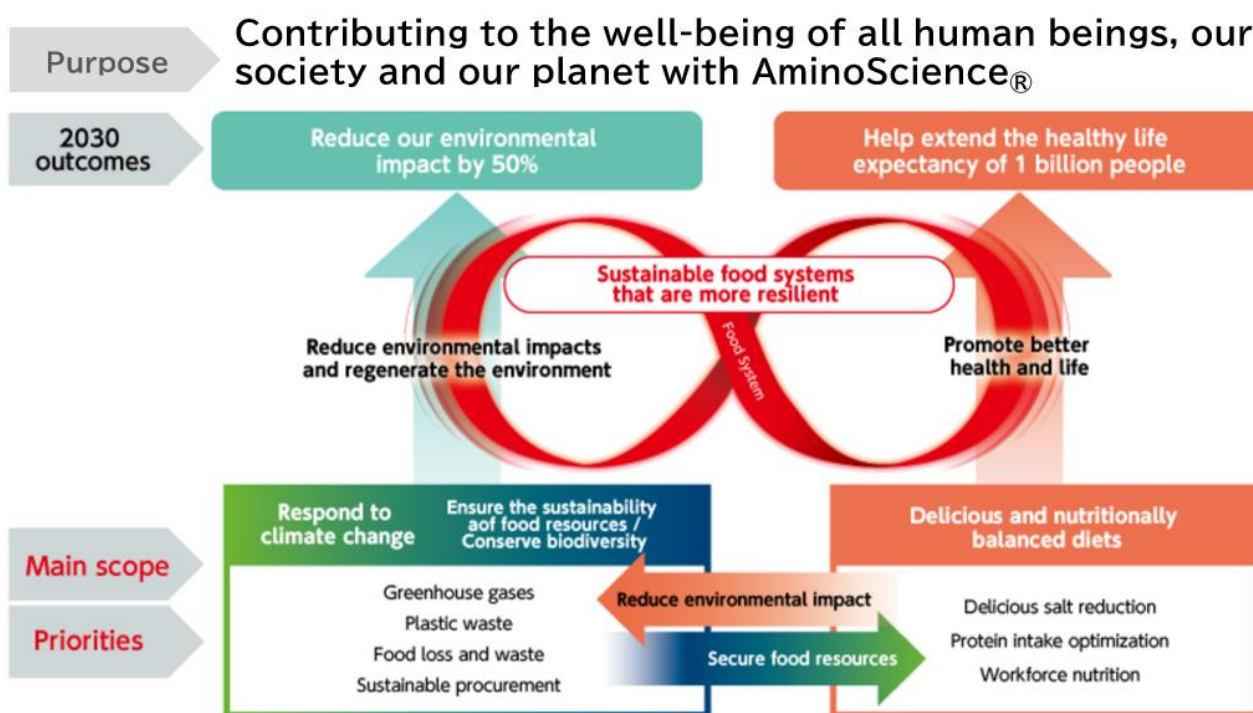 Purpose
Contributing to the well-being of all human beings, our
society and our planet with AminoScience®
2030
outcomes
Reduce our environmental
impact by 50%
Help extend the healthy life
expectancy of 1 billion people
Sustainable food systems
that are more resilient
Food System
Reduce environmental impacts
and regenerate the environment
Promote better
health and life
Main scope
Respond to
climate change
Ensure the sustainability
aof food resources /
Conserve biodiversity
Delicious and nutritionally
balanced diets
Priorities
Greenhouse gases
Plastic waste
Food loss and waste
Sustainable procurement
Reduce environmental impact
Secure food resources
Delicious salt reduction
Protein intake optimization
Workforce nutrition